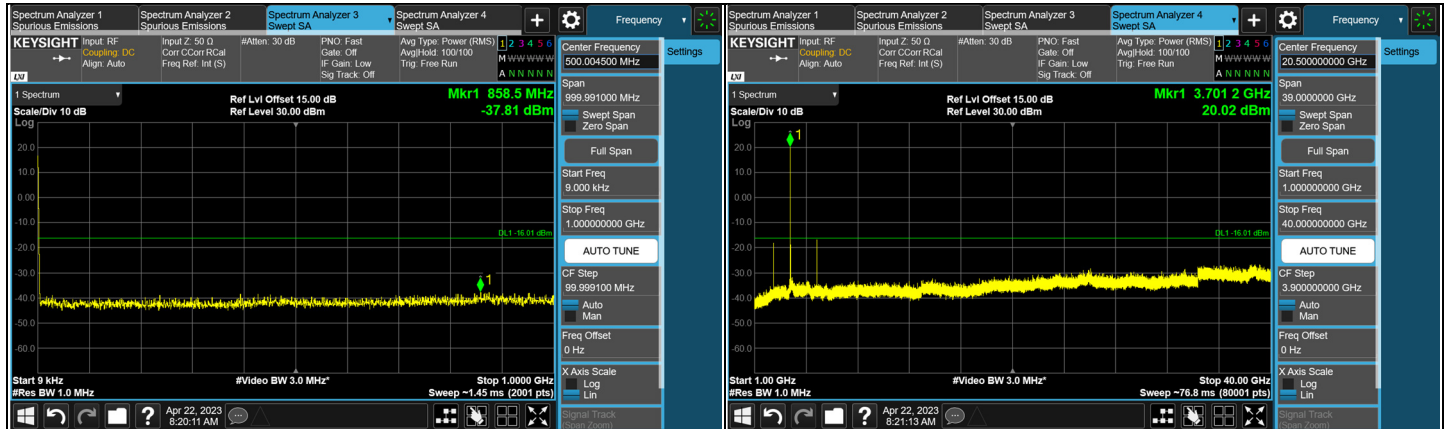 Spectrum Analyzer 1
Spurious Emissions
Spectrum Analyzer 2
Spurious Emissions
Spectrum Analyzer 3
Swept SA
Spectrum Analyzer 4
Swept SA
+
Frequency
KEYSIGHT
LXI
Input: RF
Coupling: DC
Align: Auto
Input Z: 50 Ω
Corr CCorr RCal
Freq Ref: Int (S)
#Atten: 30 dB
PNO: Fast
Gate: Off
IF Gain: Low
Sig Track: Off
Avg Type: Power (RMS)
Avg|Hold: 100/100
Trig: Free Run
1 2 3 4 5 6
M W W W W W
A N N N N N
Center Frequency
500.004500 MHz
Settings
1 Spectrum
Scale/Div 10 dB
Log
Ref Lvl Offset 15.00 dB
Ref Level 30.00 dBm
Mkr1 858.5 MHz
-37.81 dBm
Span
999.991000 MHz
Swept Span
Zero Span
Full Span
Start Freq
9.000 kHz
Stop Freq
1.000000000 GHz
AUTO TUNE
CF Step
99.999100 MHz
Auto
Man
Freq Offset
0 Hz
X Axis Scale
Log
Lin
Signal Track
(Span Zoom)
20.0
10.0
0.00
-10.0
-20.0
-30.0
-40.0
-50.0
-60.0
DL1 -16.01 dBm
1
Start 9 kHz
#Res BW 1.0 MHz
#Video BW 3.0 MHz*
Stop 1.0000 GHz
Sweep ~1.45 ms (2001 pts)
?
Apr 22, 2023
8:20:11 AM
Spectrum Analyzer 1
Spurious Emissions
Spectrum Analyzer 2
Spurious Emissions
Spectrum Analyzer 3
Swept SA
Spectrum Analyzer 4
Swept SA
+
Frequency
KEYSIGHT
LXI
Input: RF
Coupling: DC
Align: Auto
Input Z: 50 Ω
Corr CCorr RCal
Freq Ref: Int (S)
#Atten: 30 dB
PNO: Fast
Gate: Off
IF Gain: Low
Sig Track: Off
Avg Type: Power (RMS)
Avg|Hold: 100/100
Trig: Free Run
1 2 3 4 5 6
M W W W W W
A N N N N N
Center Frequency
20.500000000 GHz
Settings
1 Spectrum
Scale/Div 10 dB
Log
Ref Lvl Offset 15.00 dB
Ref Level 30.00 dBm
Mkr1 3.701 2 GHz
20.02 dBm
Span
39.0000000 GHz
Swept Span
Zero Span
Full Span
Start Freq
1.000000000 GHz
Stop Freq
40.000000000 GHz
AUTO TUNE
CF Step
3.900000000 GHz
Auto
Man
Freq Offset
0 Hz
X Axis Scale
Log
Lin
Signal Track
(Span Zoom)
20.0
10.0
0.00
-10.0
-20.0
-30.0
-40.0
-50.0
-60.0
DL1 -16.01 dBm
1
Start 1.00 GHz
#Res BW 1.0 MHz
#Video BW 3.0 MHz*
Stop 40.00 GHz
Sweep ~76.8 ms (80001 pts)
?
Apr 22, 2023
8:21:13 AM